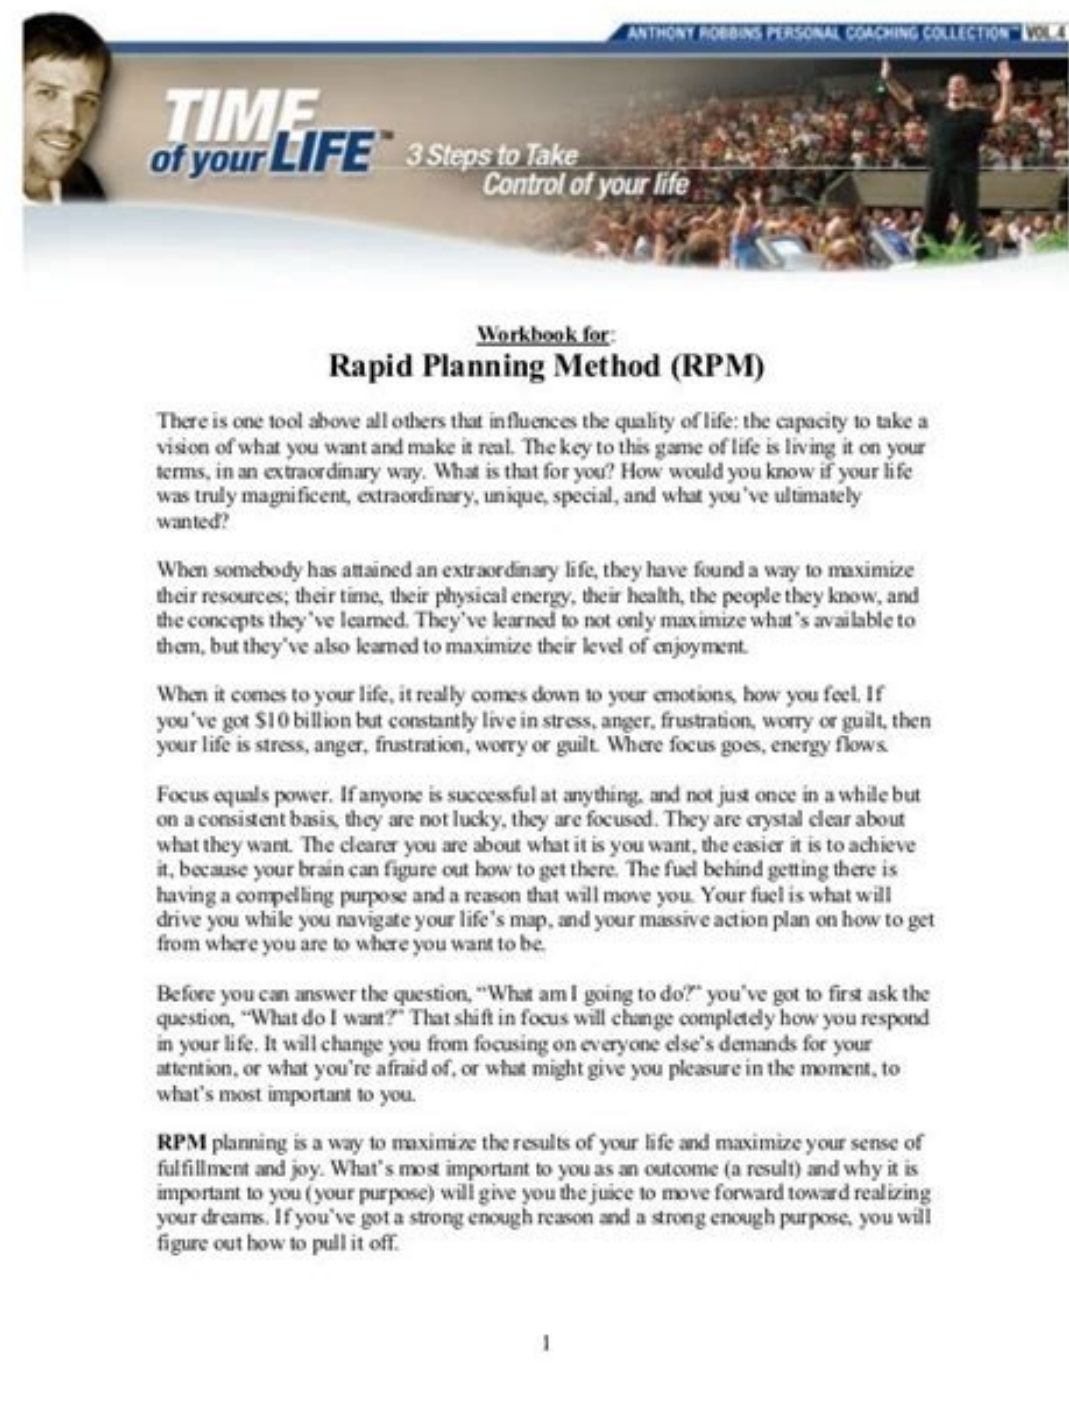 ANTHONY ROBBINS PERSONAL COACHING COLLECTION™ VOL.4
TIME
of your LIFE™
3 Steps to Take
Control of your life
Workbook for:
Rapid Planning Method (RPM)
There is one tool above all others that influences the quality of life: the capacity to take a
vision of what you want and make it real. The key to this game of life is living it on your
terms, in an extraordinary way. What is that for you? How would you know if your life
was truly magnificent, extraordinary, unique, special, and what you've ultimately
wanted?
When somebody has attained an extraordinary life, they have found a way to maximize
their resources; their time, their physical energy, their health, the people they know, and
the concepts they've learned. They've learned to not only maximize what's available to
them, but they've also learned to maximize their level of enjoyment.
When it comes to your life, it really comes down to your emotions, how you feel. If
you've got $10 billion but constantly live in stress, anger, frustration, worry or guilt, then
your life is stress, anger, frustration, worry or guilt. Where focus goes, energy flows.
Focus equals power. If anyone is successful at anything, and not just once in a while but
on a consistent basis, they are not lucky, they are focused. They are crystal clear about
what they want. The clearer you are about what it is you want, the easier it is to achieve
it, because your brain can figure out how to get there. The fuel behind getting there is
having a compelling purpose and a reason that will move you. Your fuel is what will
drive you while you navigate your life's map, and your massive action plan on how to get
from where you are to where you want to be.
Before you can answer the question, “What am I going to do?” you've got to first ask the
question, “What do I want?” That shift in focus will change completely how you respond
in your life. It will change you from focusing on everyone else's demands for your
attention, or what you're afraid of, or what might give you pleasure in the moment, to
what's most important to you.
RPM planning is a way to maximize the results of your life and maximize your sense of
fulfillment and joy. What's most important to you as an outcome (a result) and why it is
important to you (your purpose) will give you the juice to move forward toward realizing
your dreams. If you've got a strong enough reason and a strong enough purpose, you will
figure out how to pull it off.
1